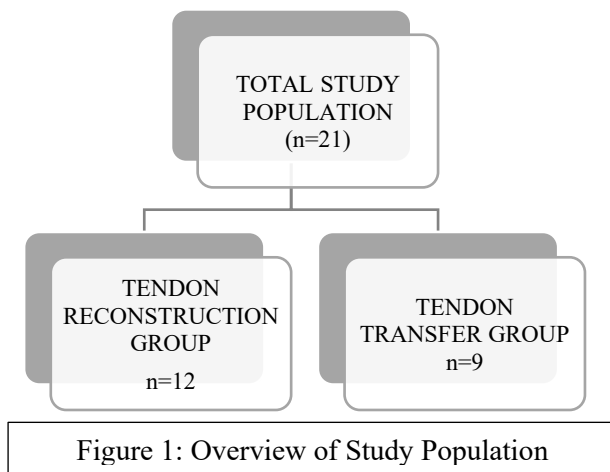 TOTAL STUDY
POPULATION
(n=21)
TENDON
RECONSTRUCTION
GROUP
n=12
TENDON
TRANSFER GROUP
n=9
Figure 1: Overview of Study Population